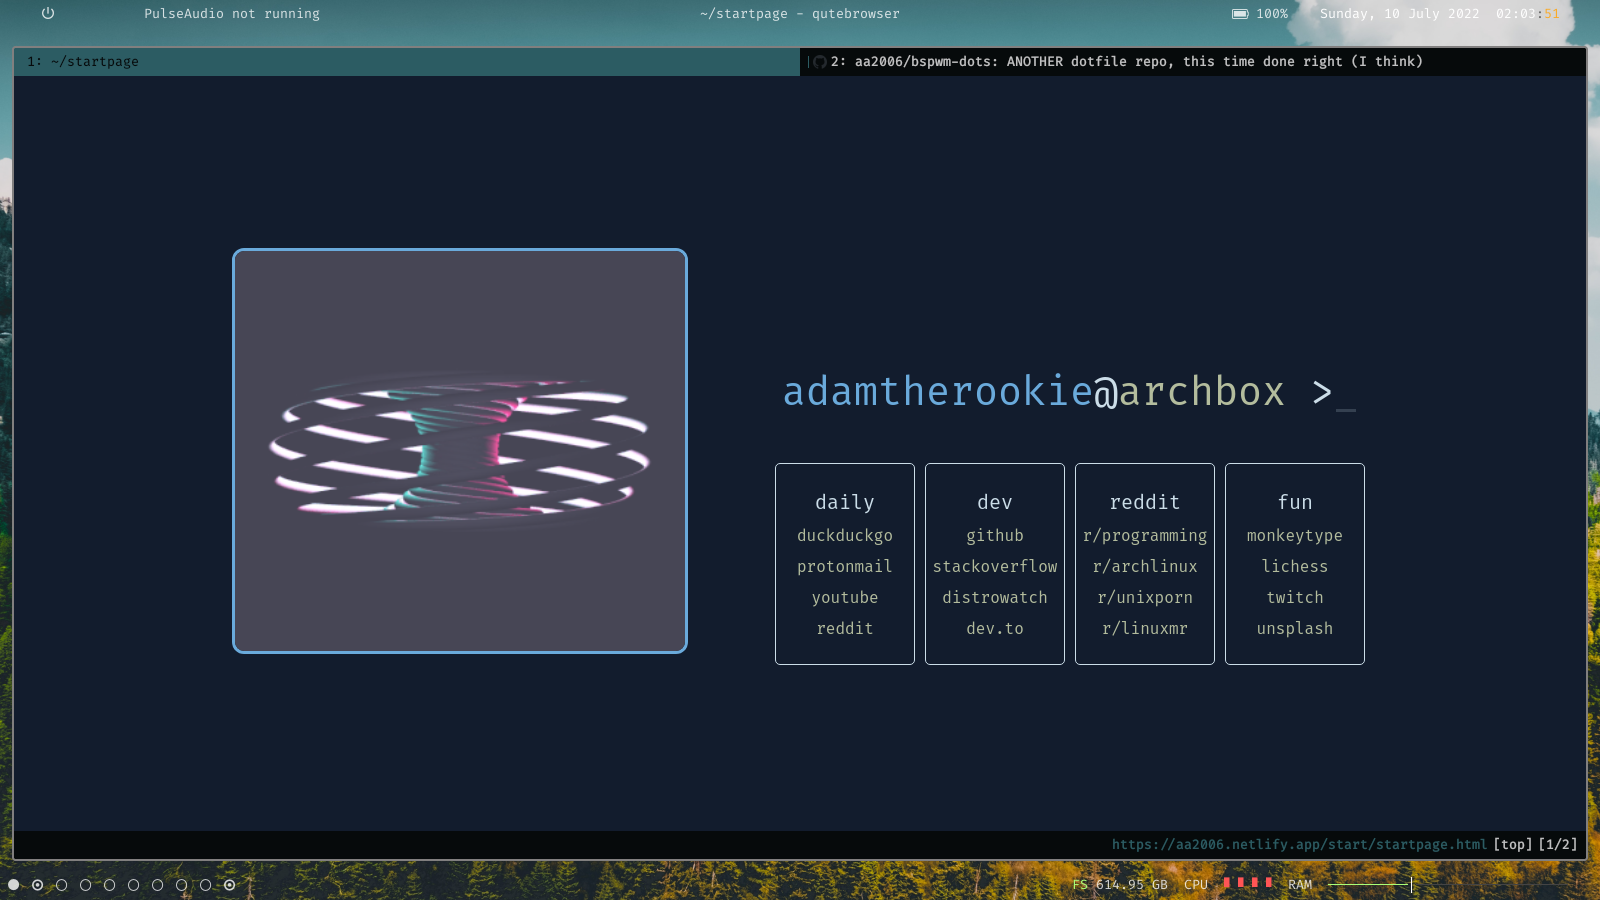 PulseAudio not running
~/startpage - qutebrowser
100%
Sunday, 10 July 2022 02:03:51
1: ~/startpage
2: aa2006/bspwm-dots: ANOTHER dotfile repo, this time done right (I think)
adamtherookie@archbox >_
daily
duckduckgo
protonmail
youtube
reddit
dev
github
stackoverflow
distrowatch
dev.to
reddit
r/programming
r/archlinux
r/unixporn
r/linuxmr
fun
monkeytype
lichess
twitch
unsplash
https://aa2006.netlify.app/start/startpage.html [top] [1/2]
FS 614.95 GB CPU RAM